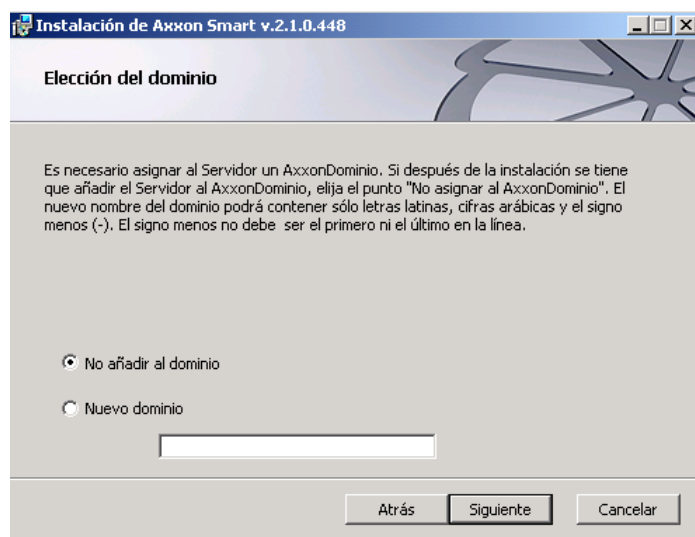 Instalación de Axxon Smart v.2.1.0.448
Elección del dominio
Es necesario asignar al Servidor un AxxonDominio. Si después de la instalación se tiene
que añadir el Servidor al AxxonDominio, elija el punto "No asignar al AxxonDominio". El
nuevo nombre del dominio podrá contener sólo letras latinas, cifras arábicas y el signo
menos (-). El signo menos no debe ser el primero ni el último en la línea.
No añadir al dominio
Nuevo dominio
Atrás
Siguiente
Cancelar